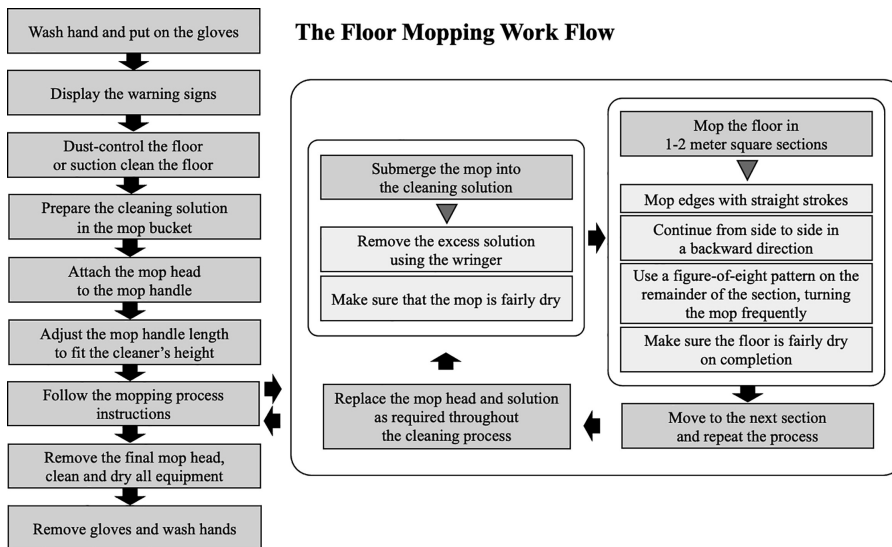 The Floor Mopping Work Flow
Wash hand and put on the gloves
Display the warning signs
Dust-control the floor
or suction clean the floor
Prepare the cleaning solution
in the mop bucket
Attach the mop head
to the mop handle
Adjust the mop handle length
to fit the cleaner's height
Follow the mopping process
instructions
Remove the final mop head,
clean and dry all equipment
Remove gloves and wash hands
Submerge the mop into
the cleaning solution
Remove the excess solution
using the wringer
Make sure that the mop is fairly dry
Mop the floor in
1-2 meter square sections
Mop edges with straight strokes
Continue from side to side in
a backward direction
Use a figure-of-eight pattern on the
remainder of the section, turning
the mop frequently
Make sure the floor is fairly dry
on completion
Move to the next section
and repeat the process
Replace the mop head and solution
as required throughout
the cleaning process